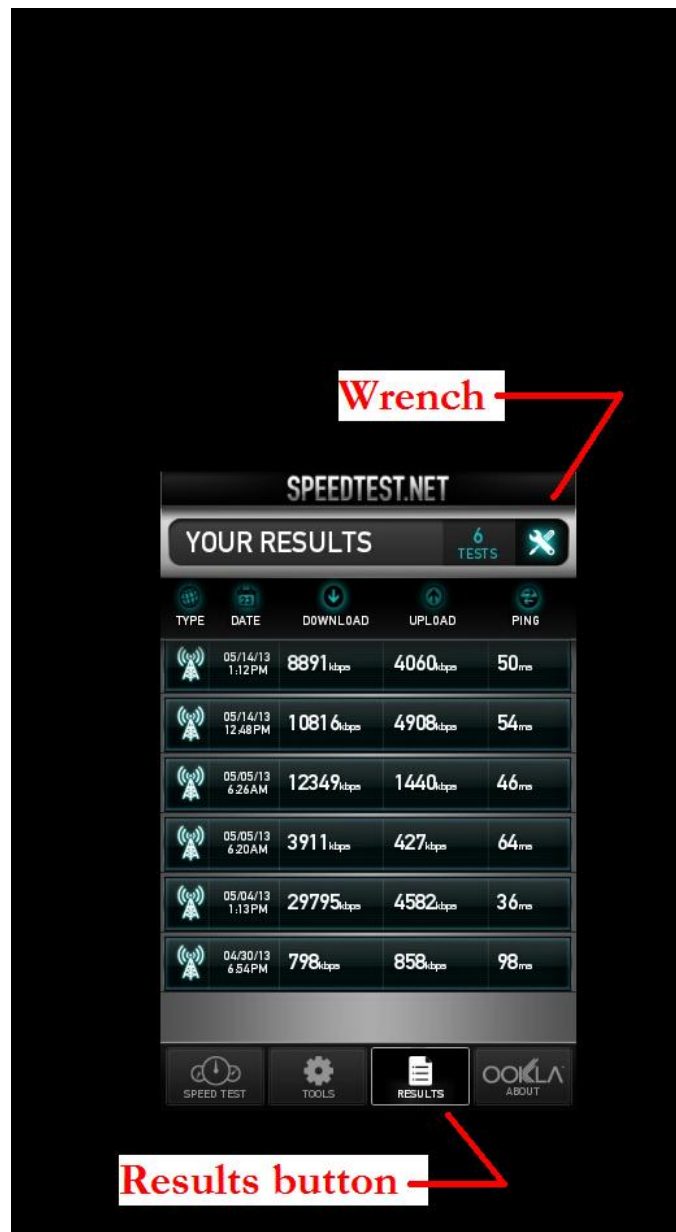 Wrench
SPEEDTEST.NET
YOUR RESULTS 6 TESTS
TYPE DATE DOWNLOAD UPLOAD PING
05/14/13 1:12PM 8891kbps 4060kbps 50ms
05/14/13 12:48PM 10816kbps 4908kbps 54ms
05/05/13 6:26AM 12349kbps 1440kbps 46ms
05/05/13 6:20AM 3911kbps 427kbps 64ms
05/04/13 1:13PM 29795kbps 4582kbps 36ms
04/30/13 6:54PM 798kbps 858kbps 98ms
SPEED TEST TOOLS RESULTS OOKLA ABOUT
Results button